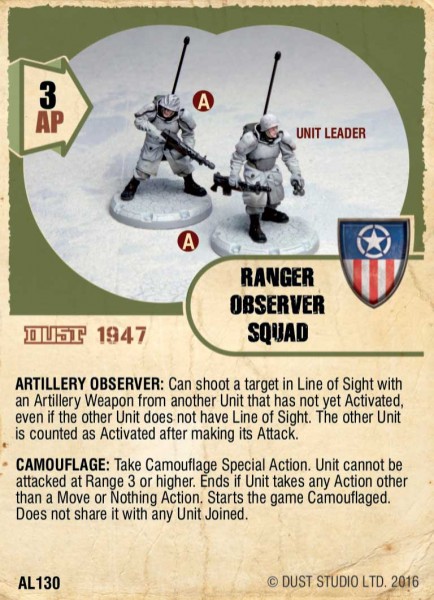 3
AP
A
UNIT LEADER
A
RANGER
OBSERVER
SQUAD
DUST 1947
ARTILLERY OBSERVER: Can shoot a target in Line of Sight with
an Artillery Weapon from another Unit that has not yet Activated,
even if the other Unit does not have Line of Sight. The other Unit
is counted as Activated after making its Attack.
CAMOUFLAGE: Take Camouflage Special Action. Unit cannot be
attacked at Range 3 or higher. Ends if Unit takes any Action other
than a Move or Nothing Action. Starts the game Camouflaged.
Does not share it with any Unit Joined.
AL130
© DUST STUDIO LTD. 2016